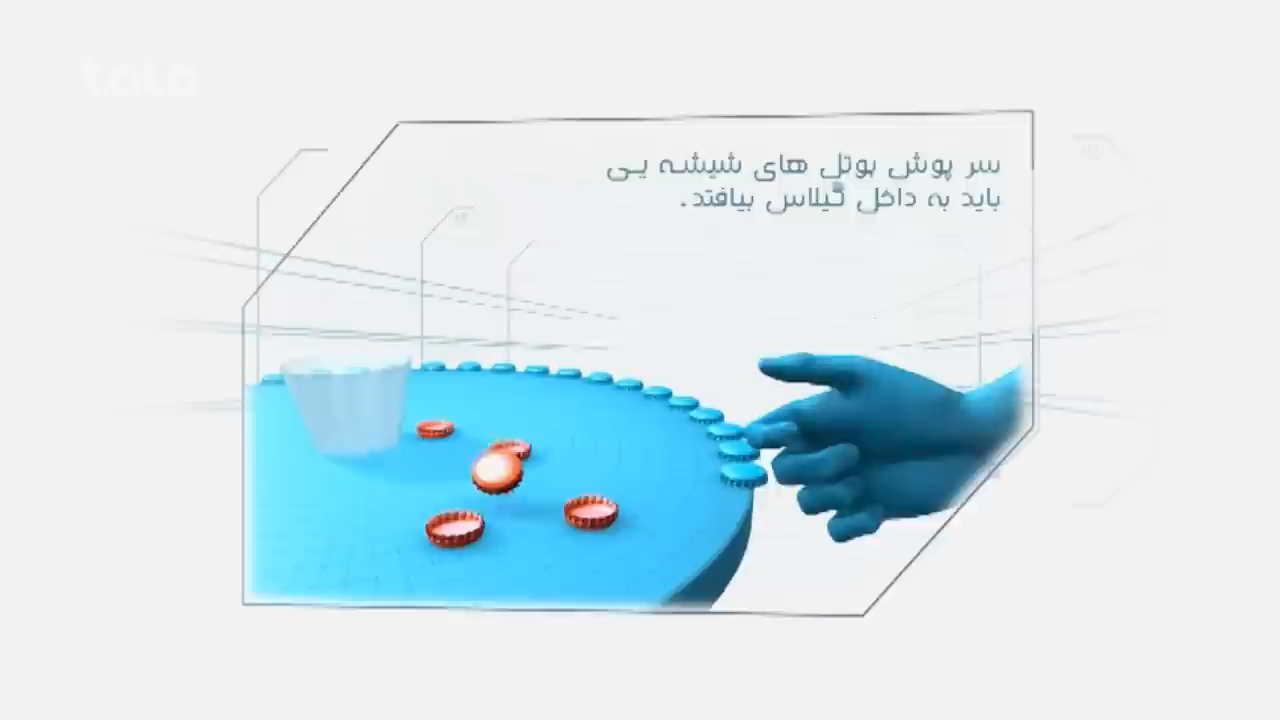 tolo
سر پوش بوتل های شیشه یی
باید به داخل گیلاس بیافتد.